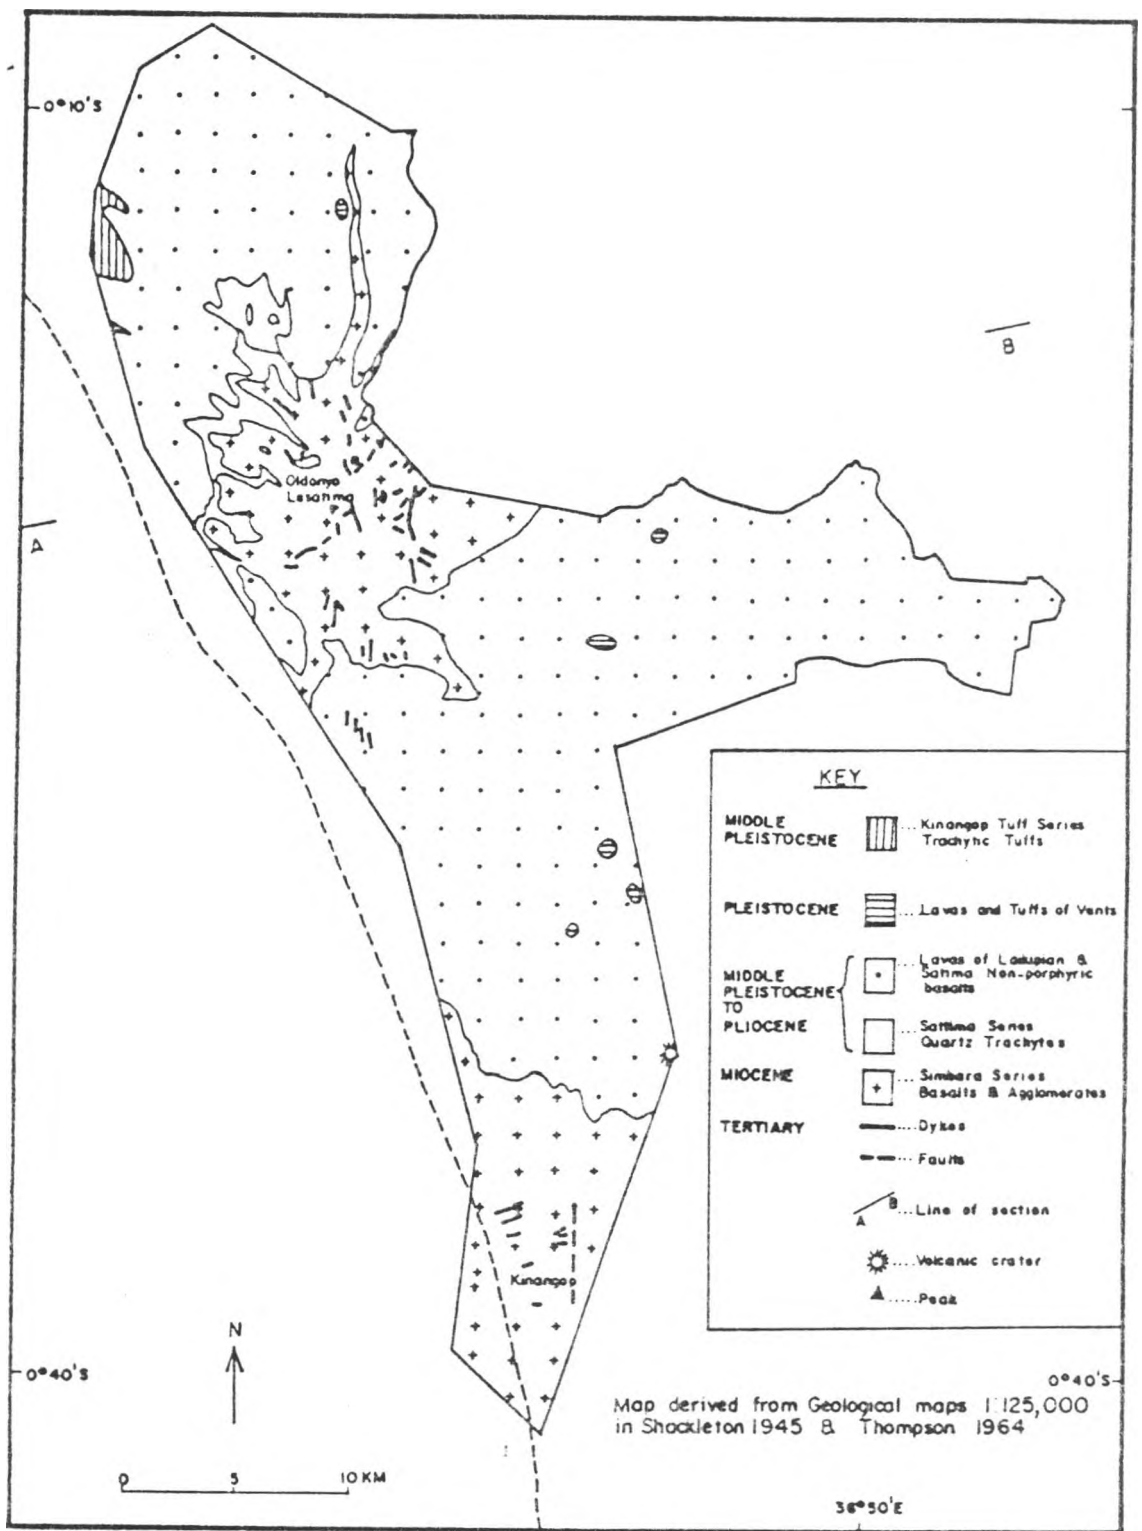 0°10'S
B
Oldonyo
Lesatima
A
KEY
MIDDLE
PLEISTOCENE
... Kinangop Tuff Series
Trachytic Tuffs
PLEISTOCENE
... Lavas and Tuffs of Vents
MIDDLE
PLEISTOCENE
TO
PLIOCENE
... Lavas of Laikipian &
Satima Non-porphyric
basalts
... Sattima Series
Quartz Trachytes
MIOCENE
... Simbara Series
Basalts & Agglomerates
TERTIARY
.... Dykes
... Faults
A B ... Line of section
.... Volcanic crater
..... Peak
Kinangop
N
0°40'S
0°40'S
Map derived from Geological maps 1:125,000
in Shackleton 1945 & Thompson 1964
0 5 10 KM
36°50'E